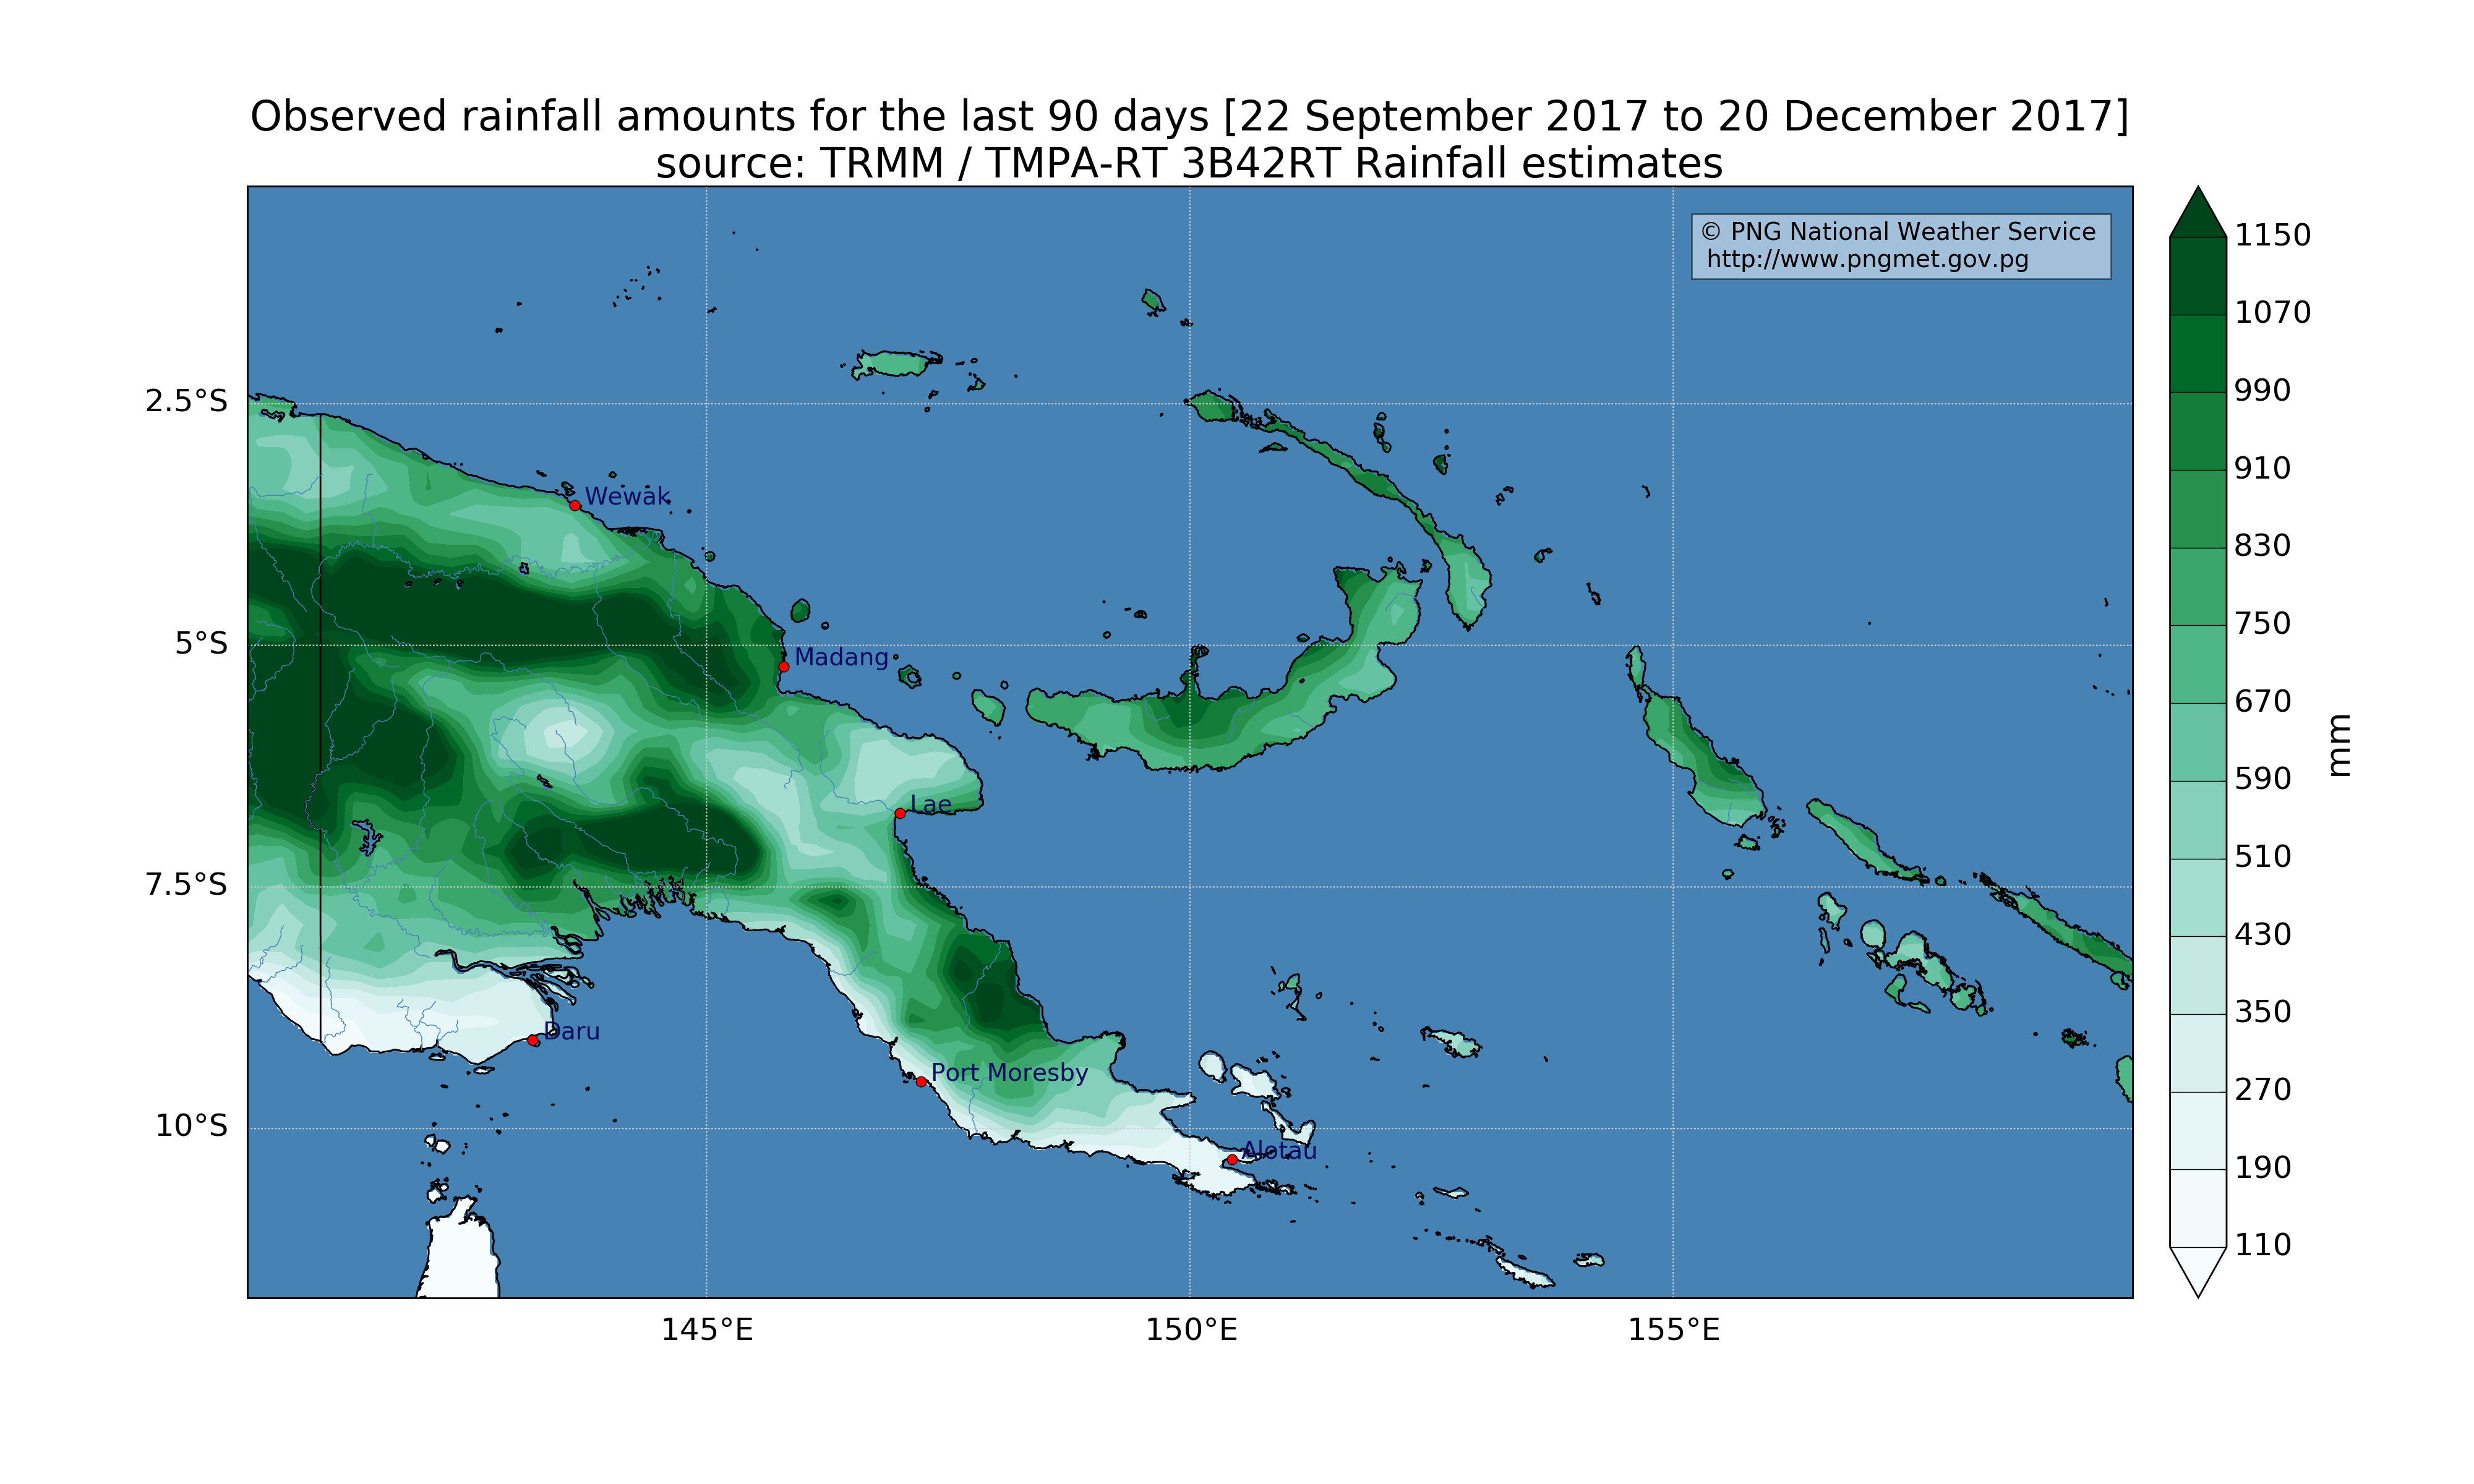 Observed rainfall amounts for the last 90 days [22 September 2017 to 20 December 2017]
source: TRMM / TMPA-RT 3B42RT Rainfall estimates
© PNG National Weather Service
http://www.pngmet.gov.pg
2.5°S
5°S
7.5°S
10°S
Wewak
Madang
Lae
Daru
Port Moresby
Alotau
145°E
150°E
155°E
1150
1070
990
910
830
750
670
590
510
430
350
270
190
110
mm